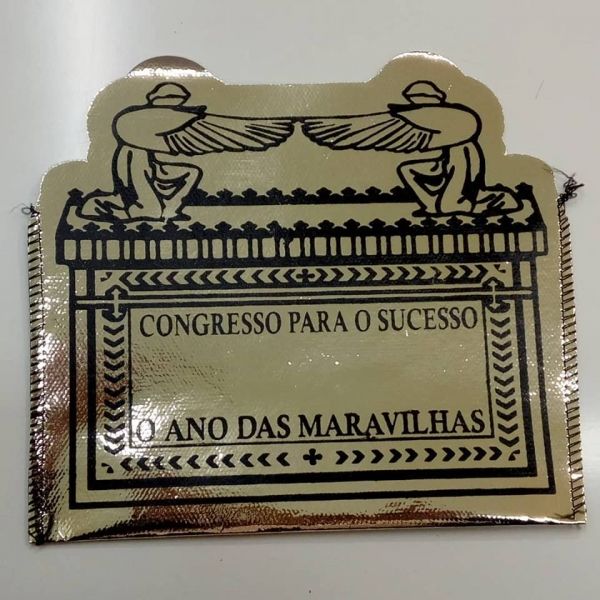 CONGRESSO PARA O SUCESSO
O ANO DAS MARAVILHAS